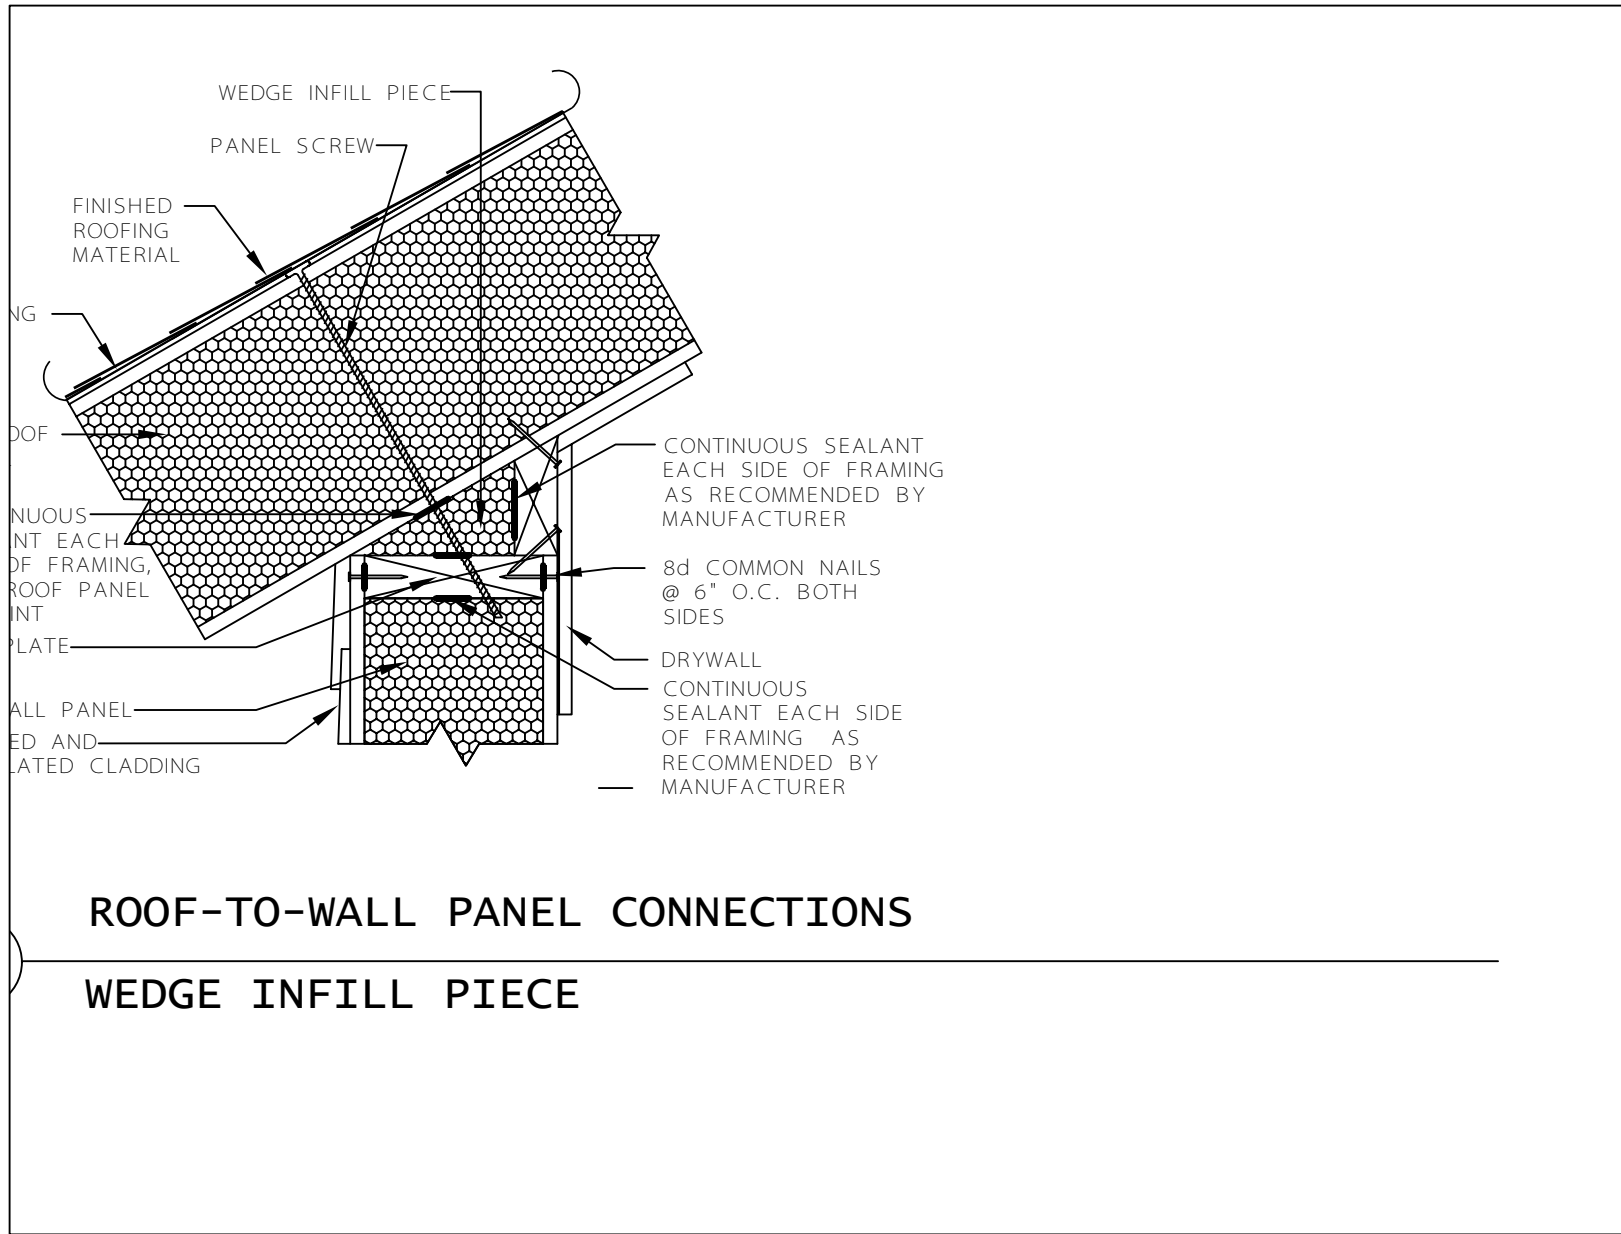 WEDGE INFILL PIECE
PANEL SCREW
FINISHED
ROOFING
MATERIAL
NG
OOF
NUOUS
NT EACH
OF FRAMING,
ROOF PANEL
INT
PLATE
ALL PANEL
ED AND
LATED CLADDING
CONTINUOUS SEALANT
EACH SIDE OF FRAMING
AS RECOMMENDED BY
MANUFACTURER
8d COMMON NAILS
@ 6" O.C. BOTH
SIDES
DRYWALL
CONTINUOUS
SEALANT EACH SIDE
OF FRAMING AS
RECOMMENDED BY
MANUFACTURER
ROOF-TO-WALL PANEL CONNECTIONS
WEDGE INFILL PIECE